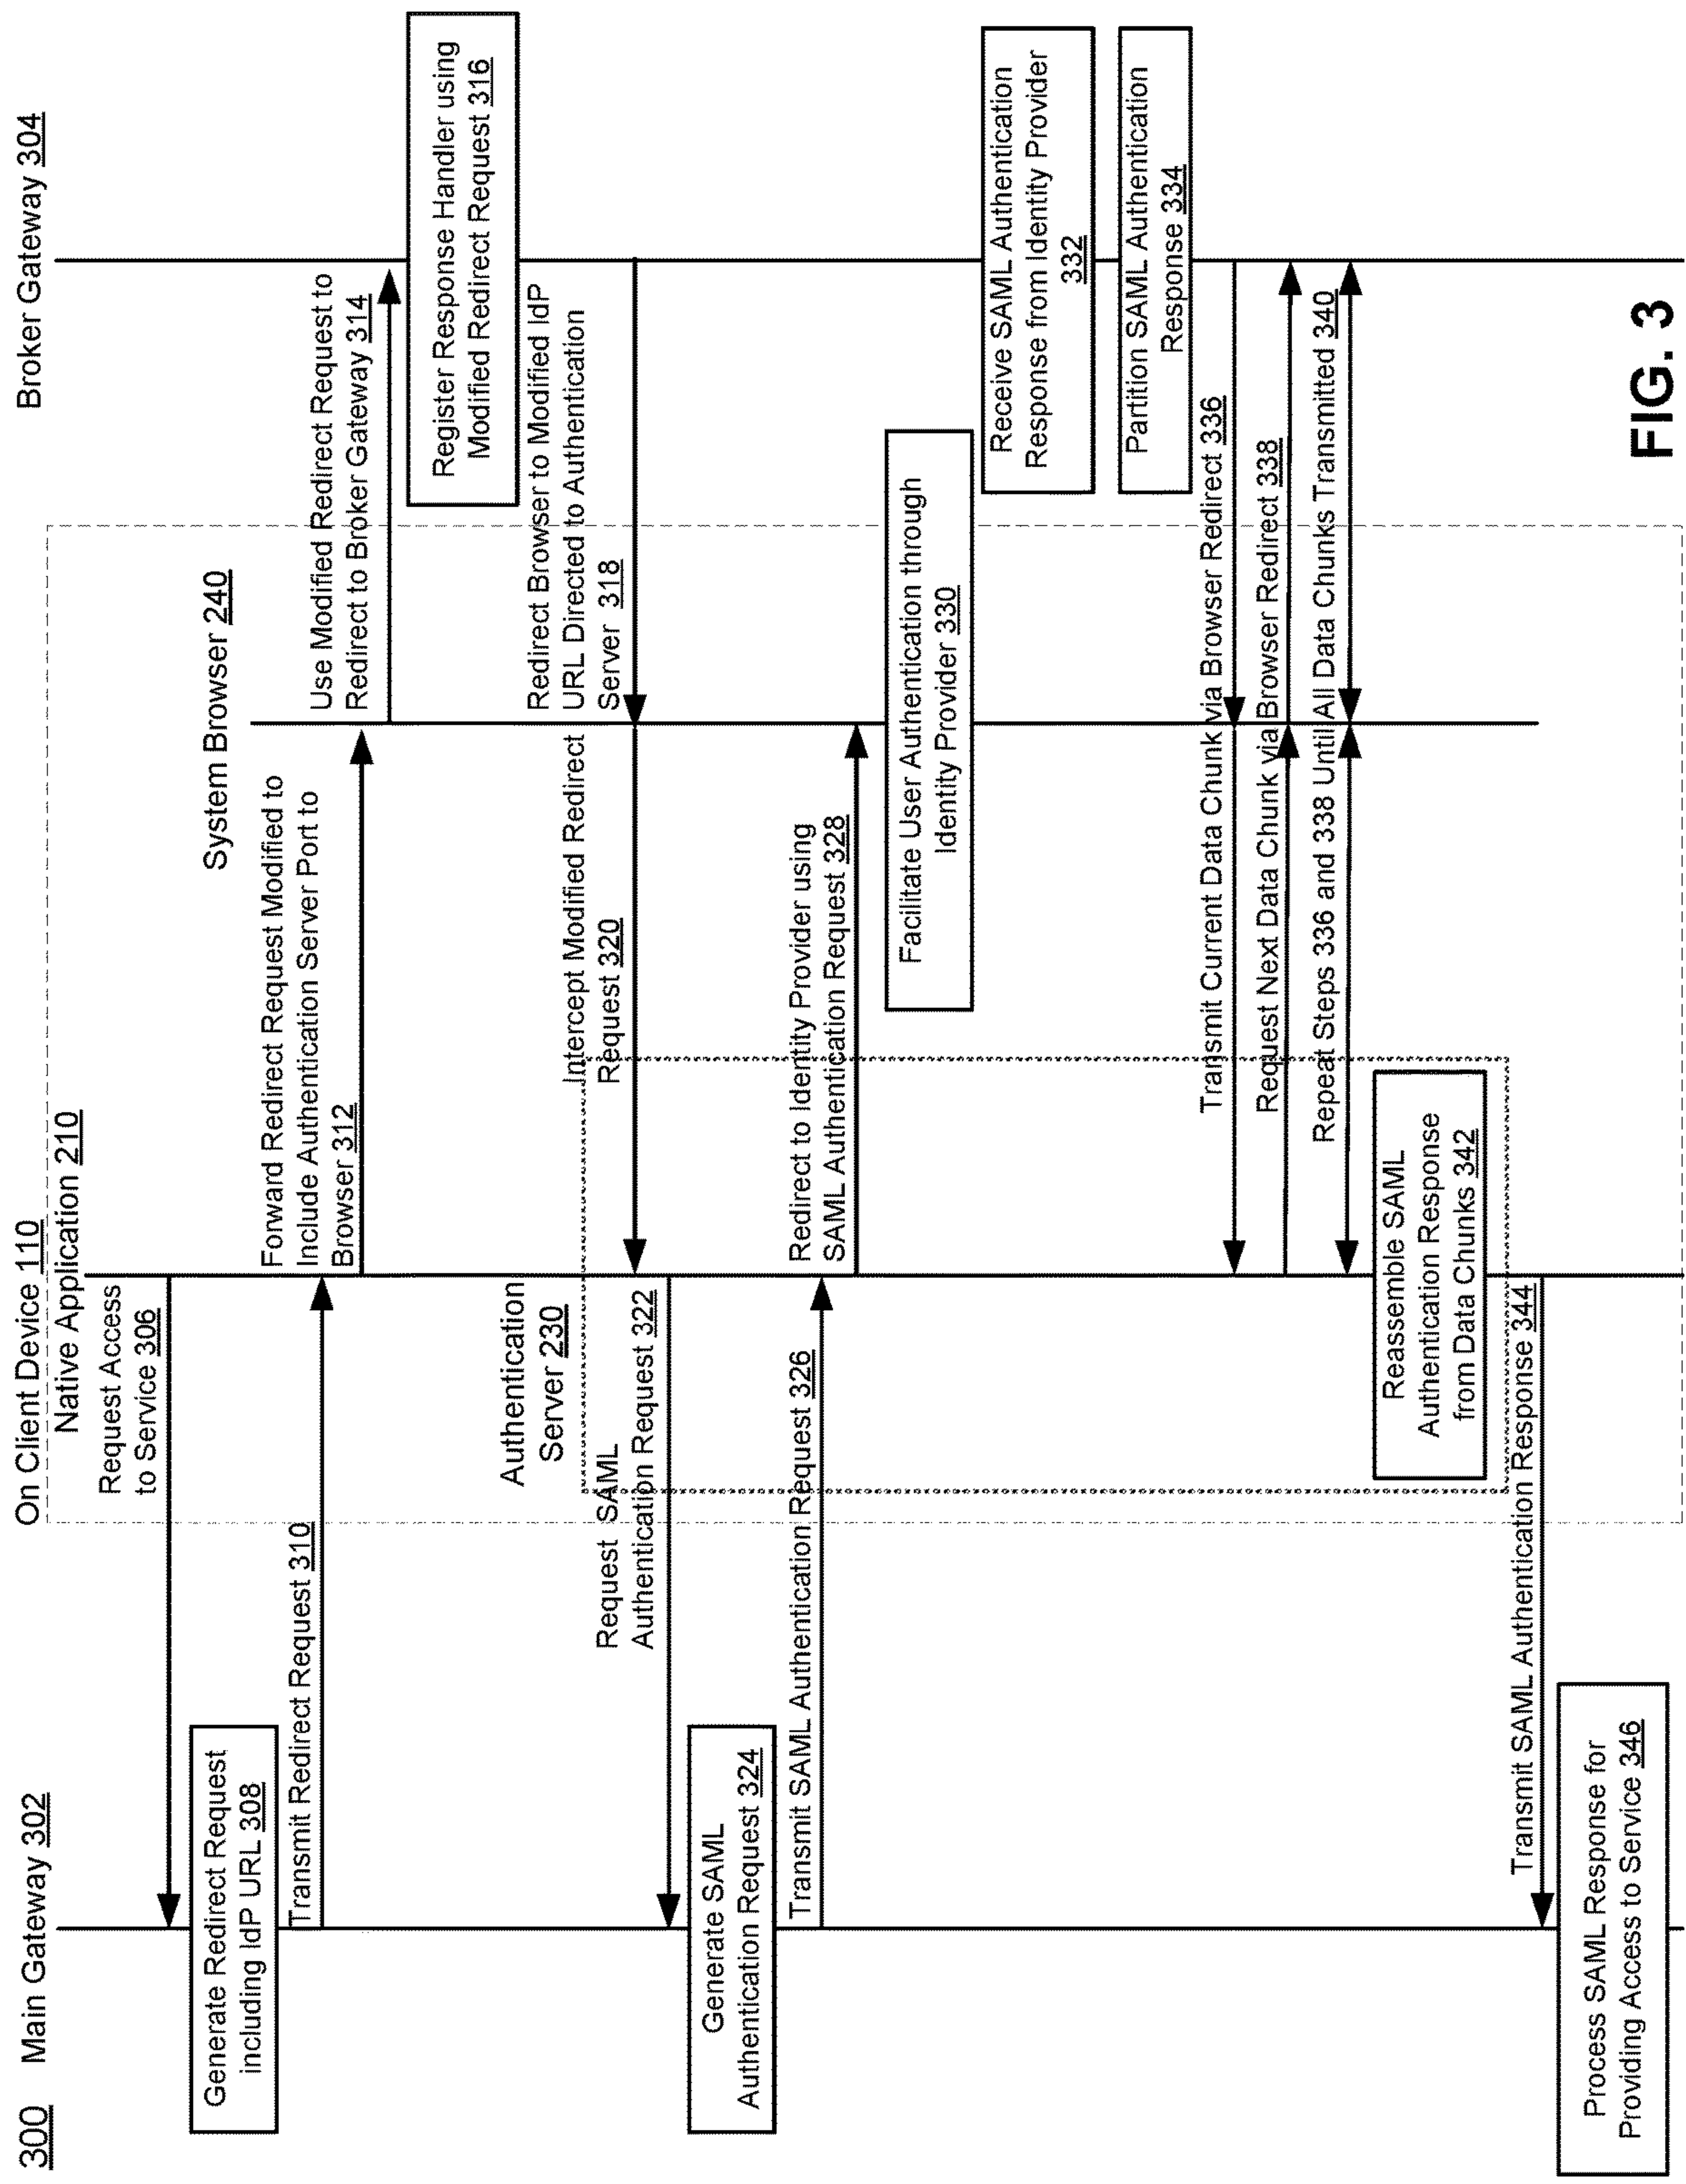 300
Main Gateway 302
On Client Device 110
Native Application 210
System Browser 240
Broker Gateway 304
Request Access
to Service 306
Generate Redirect Request
including IdP URL 308
Transmit Redirect Request 310
Forward Redirect Request Modified to
Include Authentication Server Port to
Browser 312
Use Modified Redirect Request to
Redirect to Broker Gateway 314
Register Response Handler using
Modified Redirect Request 316
Redirect Browser to Modified IdP
URL Directed to Authentication
Server 318
Intercept Modified Redirect
Request 320
Authentication
Server 230
Request SAML
Authentication Request 322
Generate SAML
Authentication Request 324
Transmit SAML Authentication Request 326
Redirect to Identity Provider using
SAML Authentication Request 328
Facilitate User Authentication through
Identity Provider 330
Receive SAML Authentication
Response from Identity Provider
332
Partition SAML Authentication
Response 334
Transmit Current Data Chunk via Browser Redirect 336
Request Next Data Chunk via Browser Redirect 338
Repeat Steps 336 and 338 Until All Data Chunks Transmitted 340
Reassemble SAML
Authentication Response
from Data Chunks 342
Transmit SAML Authentication Response 344
Process SAML Response for
Providing Access to Service 346
FIG. 3